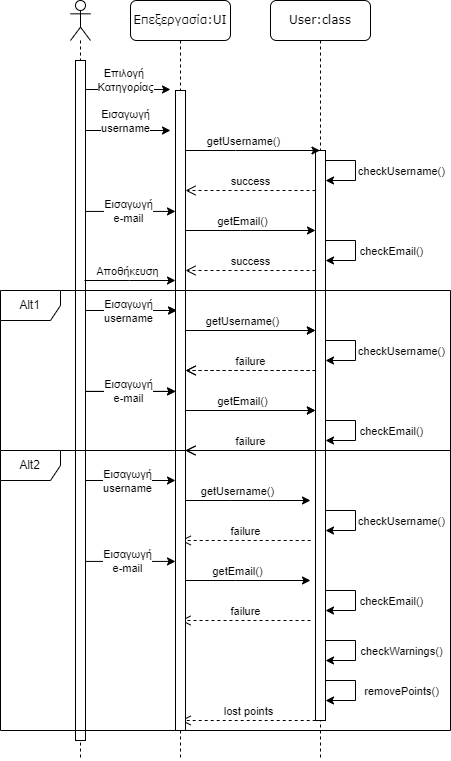 Επεξεργασία:UI
User:class
Επιλογή
Κατηγορίας
Εισαγωγή
username
getUsername()
checkUsername()
success
Εισαγωγή
e-mail
getEmail()
checkEmail()
success
Αποθήκευση
Alt1
Εισαγωγή
username
getUsername()
checkUsername()
failure
Εισαγωγή
e-mail
getEmail()
checkEmail()
failure
Alt2
Εισαγωγή
username
getUsername()
checkUsername()
failure
Εισαγωγή
e-mail
getEmail()
checkEmail()
failure
checkWarnings()
removePoints()
lost points